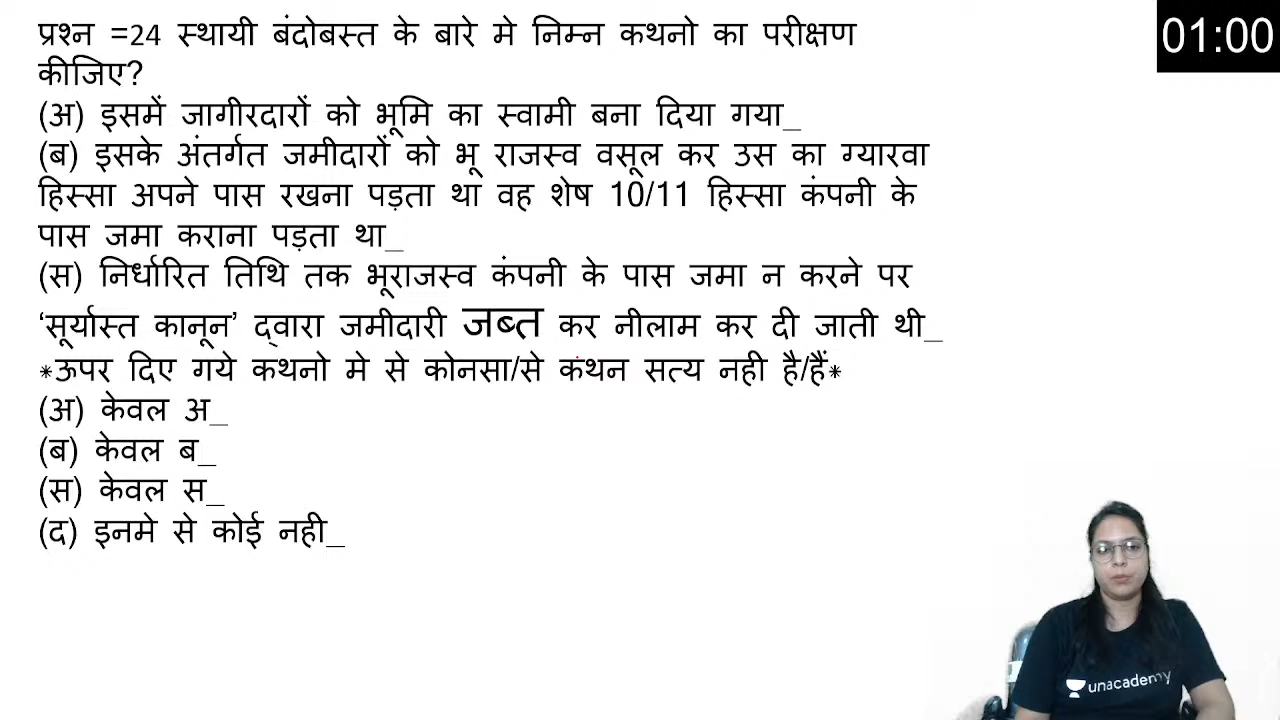 प्रश्न =24 स्थायी बंदोबस्त के बारे मे निम्न कथनो का परीक्षण
कीजिए?
(अ) इसमें जागीरदारों को भूमि का स्वामी बना दिया गया_
(ब) इसके अंतर्गत जमीदारों को भू राजस्व वसूल कर उस का ग्यारवा
हिस्सा अपने पास रखना पड़ता था वह शेष 10/11 हिस्सा कंपनी के
पास जमा कराना पड़ता था_
(स) निर्धारित तिथि तक भूराजस्व कंपनी के पास जमा न करने पर
‘सूर्यास्त कानून’ द्वारा जमीदारी जब्त कर नीलाम कर दी जाती थी_
*ऊपर दिए गये कथनो मे से कोनसा/से कथन सत्य नही है/हैं*
(अ) केवल अ_
(ब) केवल ब_
(स) केवल स_
(द) इनमे से कोई नही_
01:00
unacademy